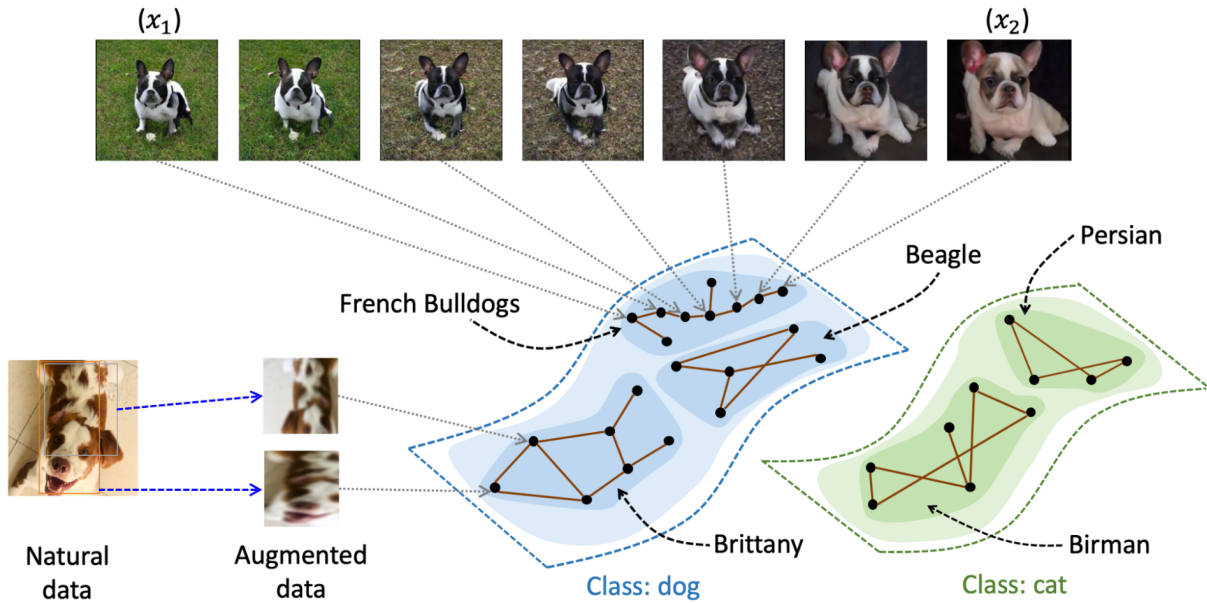 (x₁)
(x₂)
Persian
Beagle
French Bulldogs
Brittany
Birman
Natural
data
Augmented
data
Class: dog
Class: cat